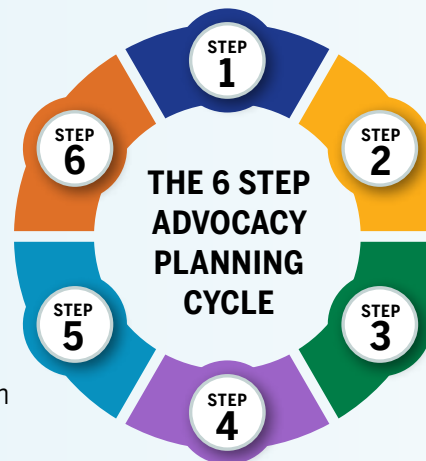 STEP
1
STEP
2
STEP
3
STEP
4
STEP
5
STEP
6
THE 6 STEP
ADVOCACY
PLANNING
CYCLE